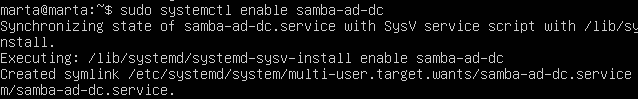 marta@marta:~$ sudo systemctl enable samba-ad-dc
Synchronizing state of samba-ad-dc.service with SysV service script with /lib/sy
nstall.
Executing: /lib/systemd/systemd-sysv-install enable samba-ad-dc
Created symlink /etc/systemd/system/multi-user.target.wants/samba-ad-dc.service
m/samba-ad-dc.service.